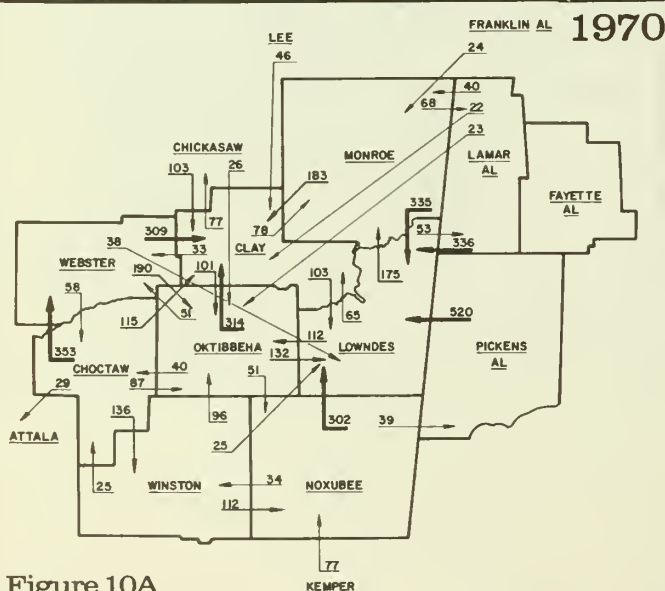 FRANKLIN AL 1970
LEE
46
24
40
68
22
CHICKASAW
MONROE
23
103
26
LAMAR
AL
183
77
FAYETTE
AL
78
335
309
CLAY
53
38
33
336
WEBSTER
101
175
190
103
58
51
65
115
314
112
520
OKTIBBEHA
LOWNDES
PICKENS
AL
353
132
CHOCTAW
40
51
29
87
136
96
302
39
ATTALA
25
25
34
WINSTON
NOXUBEE
112
77
Figure 10A
KEMPER